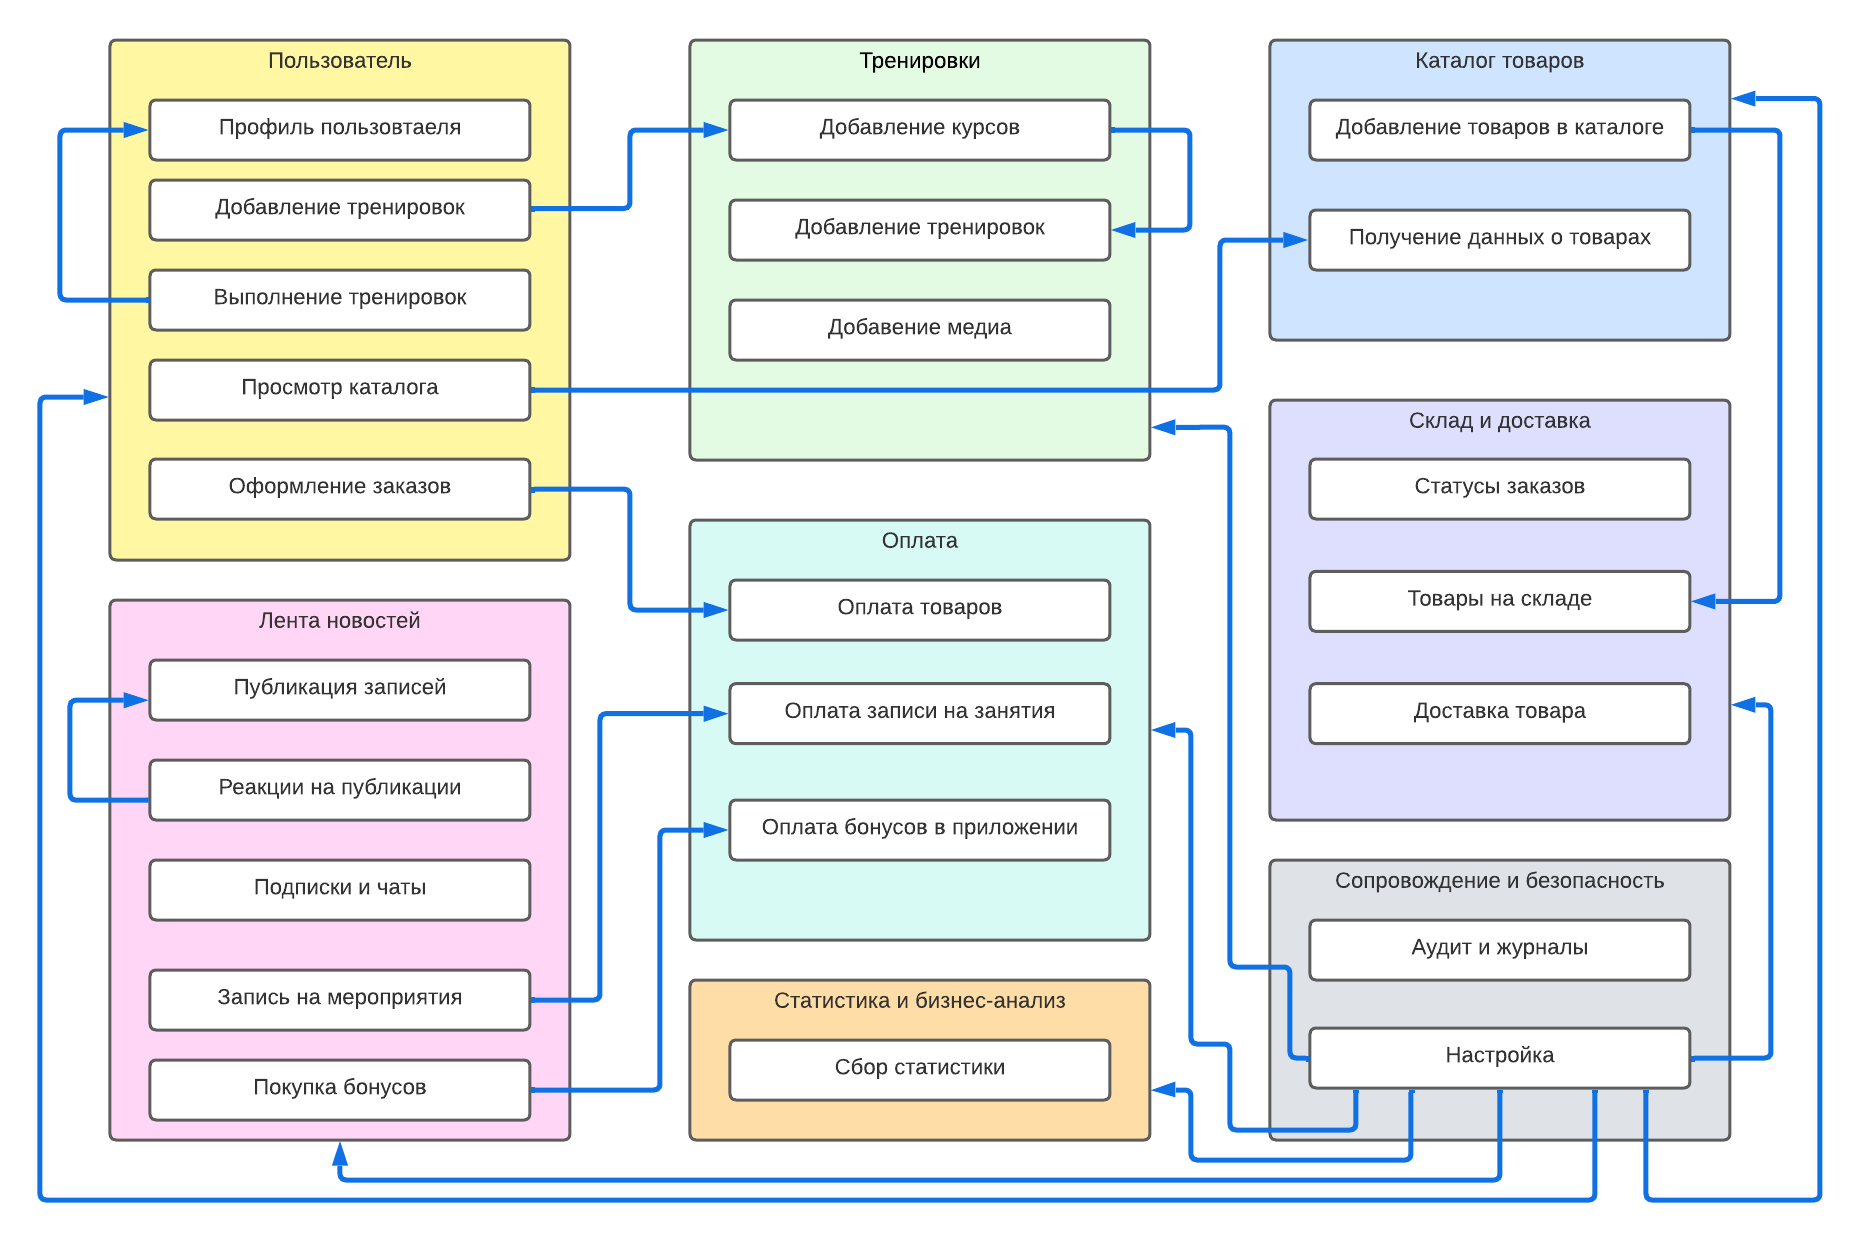 Пользователь
Профиль пользовтаеля
Добавление тренировок
Выполнение тренировок
Просмотр каталога
Оформление заказов
Лента новостей
Публикация записей
Реакции на публикации
Подписки и чаты
Запись на мероприятия
Покупка бонусов
Тренировки
Добавление курсов
Добавление тренировок
Добавение медиа
Оплата
Оплата товаров
Оплата записи на занятия
Оплата бонусов в приложении
Статистика и бизнес-анализ
Сбор статистики
Каталог товаров
Добавление товаров в каталоге
Получение данных о товарах
Склад и доставка
Статусы заказов
Товары на складе
Доставка товара
Сопровождение и безопасность
Аудит и журналы
Настройка